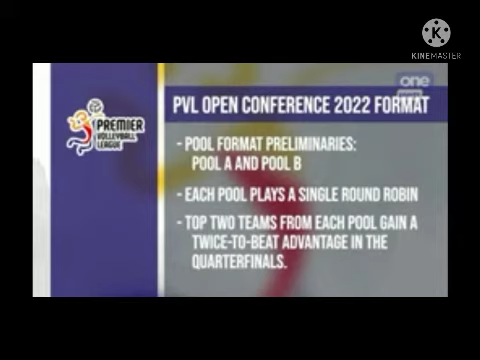 KINEMASTER
one
PVL OPEN CONFERENCE 2022 FORMAT
PREMIER
VOLLEYBALL
LEAGUE
- POOL FORMAT PRELIMINARIES:
POOL A AND POOL B
- EACH POOL PLAYS A SINGLE ROUND ROBIN
- TOP TWO TEAMS FROM EACH POOL GAIN A
TWICE-TO-BEAT ADVANTAGE IN THE
QUARTERFINALS.